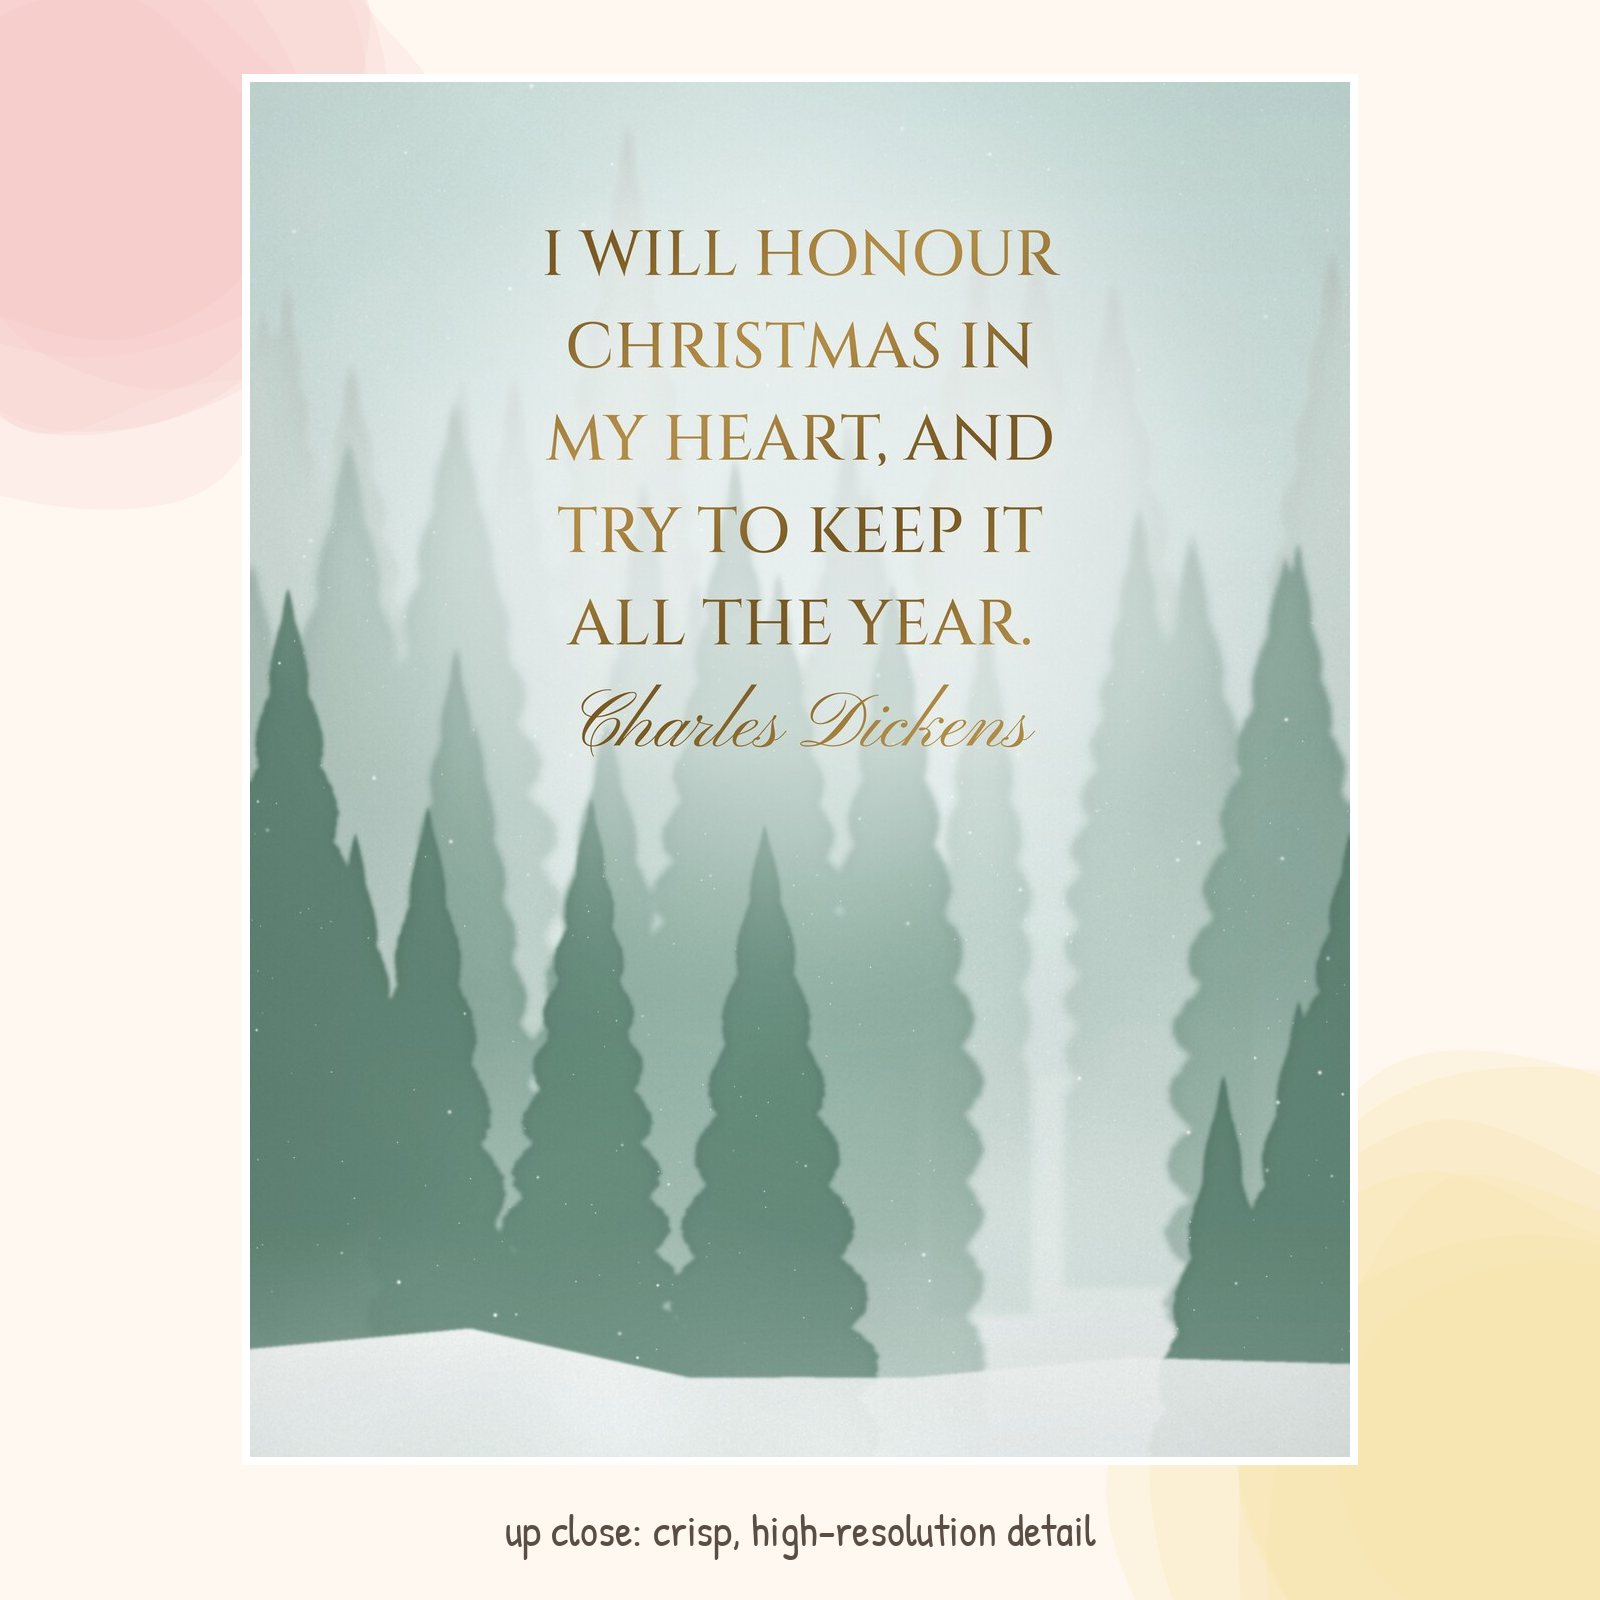 I WILL HONOUR
CHRISTMAS IN
MY HEART, AND
TRY TO KEEP IT
ALL THE YEAR.
Charles Dickens
up close: crisp, high-resolution detail